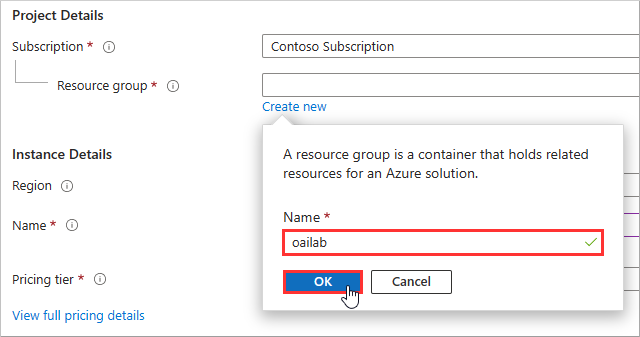 Project Details
Subscription *
Contoso Subscription
Resource group *
Create new
A resource group is a container that holds related
resources for an Azure solution.
Instance Details
Region
Name *
Name *
oailab
Pricing tier *
OK
Cancel
View full pricing details